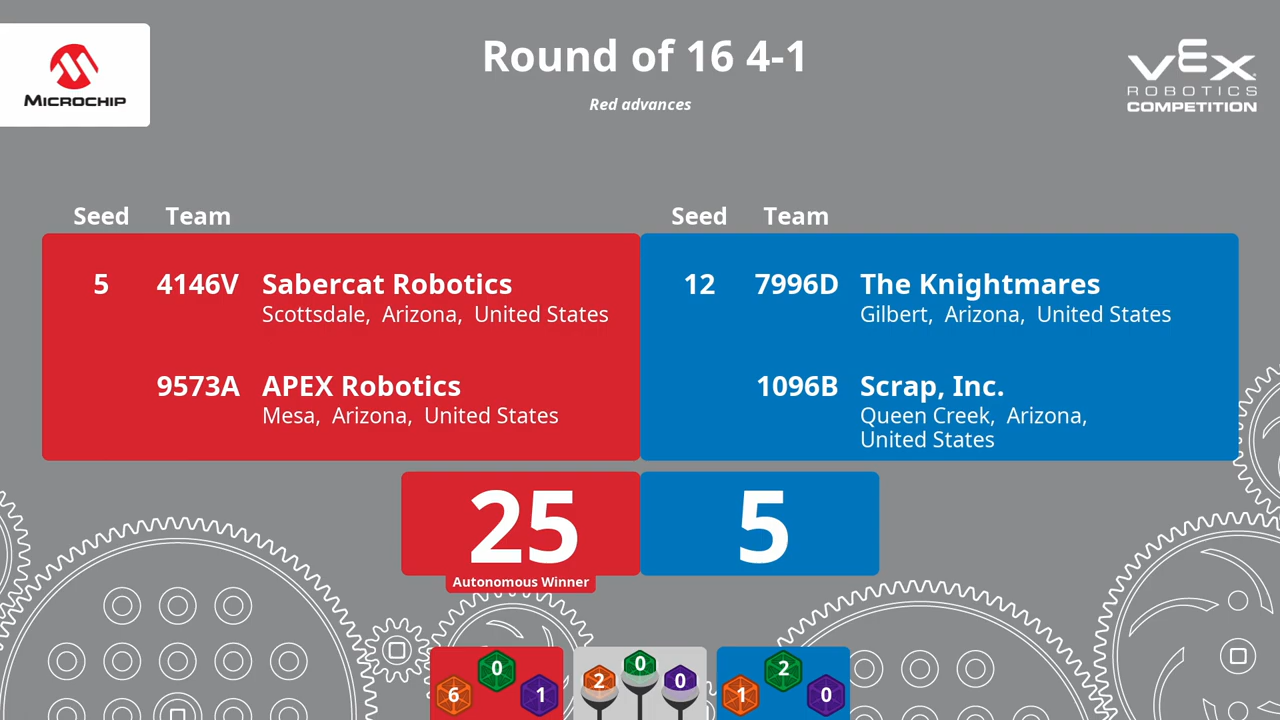 MICROCHIP
Round of 16 4-1
Red advances
VEX
ROBOTICS
COMPETITION
Seed Team
Seed Team
5 4146V Sabercat Robotics
Scottsdale, Arizona, United States
9573A APEX Robotics
Mesa, Arizona, United States
12 7996D The Knightmares
Gilbert, Arizona, United States
1096B Scrap, Inc.
Queen Creek, Arizona,
United States
25
5
Autonomous Winner
6 0 1
2 0 0
1 2 0